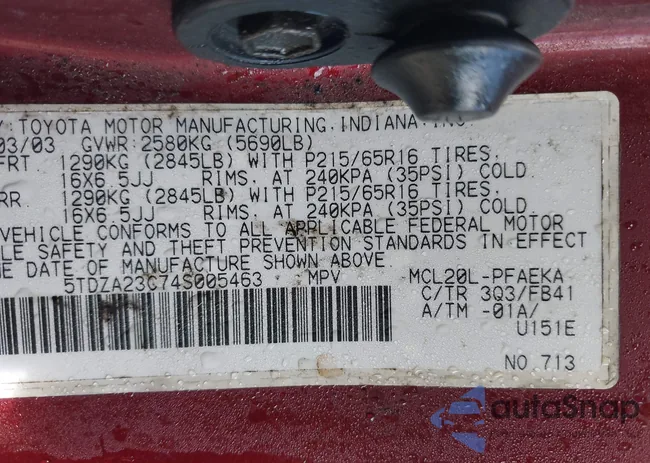 Y TOYOTA MOTOR MANUFACTURING.INDIANA.INC.
03/03 GVWR 2580KG (5690LB)
FRT 1290KG (2845LB) WITH P215/65R16 TIRES.
16X6.5JJ RIMS. AT 240KPA (35PSI) COLD.
RR 1290KG (2845LB) WITH P215/65R16 TIRES.
16X6.5JJ RIMS. AT 240KPA (35PSI) COLD.
VEHICLE CONFORMS TO ALL APPLICABLE FEDERAL MOTOR
LE SAFETY AND THEFT PREVENTION STANDARDS IN EFFECT
HE DATE OF MANUFACTURE SHOWN ABOVE.
5TDZA23C74S005463 MPV MCL20L-PFAEKA
C/TR 3Q3/FB41
A/TM -01A/
U151E
NO 713
autoSnap